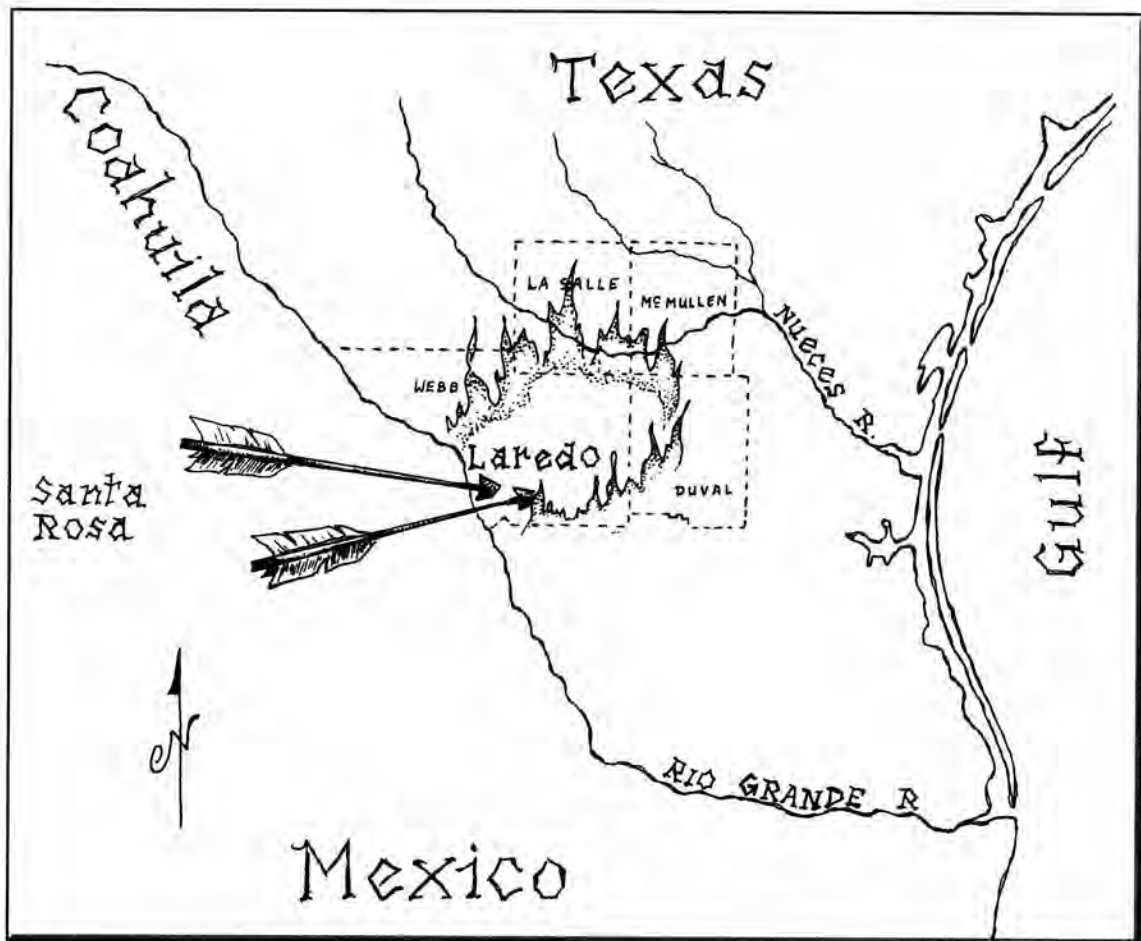 Texas
Coahuila
LA SALLE
McMULLEN
Nueces R.
WEBB
Laredo
DUVAL
Santa
Rosa
Gulf
N
RIO GRANDE R
Mexico